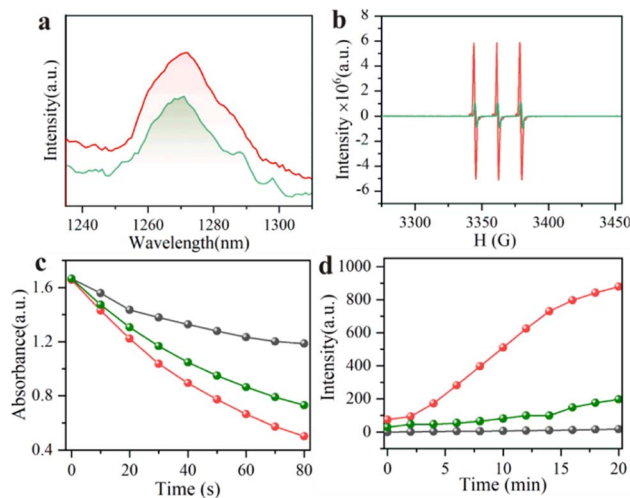 a
Intensity(a.u.)
1240 1260 1280 1300
Wavelength(nm)
b
Intensity ×10⁶(a.u.)
8
6
4
2
0
-2
-4
-6
3300 3350 3400 3450
H (G)
c
Absorbance(a.u.)
1.6
1.2
0.8
0.4
0 20 40 60 80
Time (s)
d
Intensity(a.u.)
1000
800
600
400
200
0
0 5 10 15 20
Time (min)